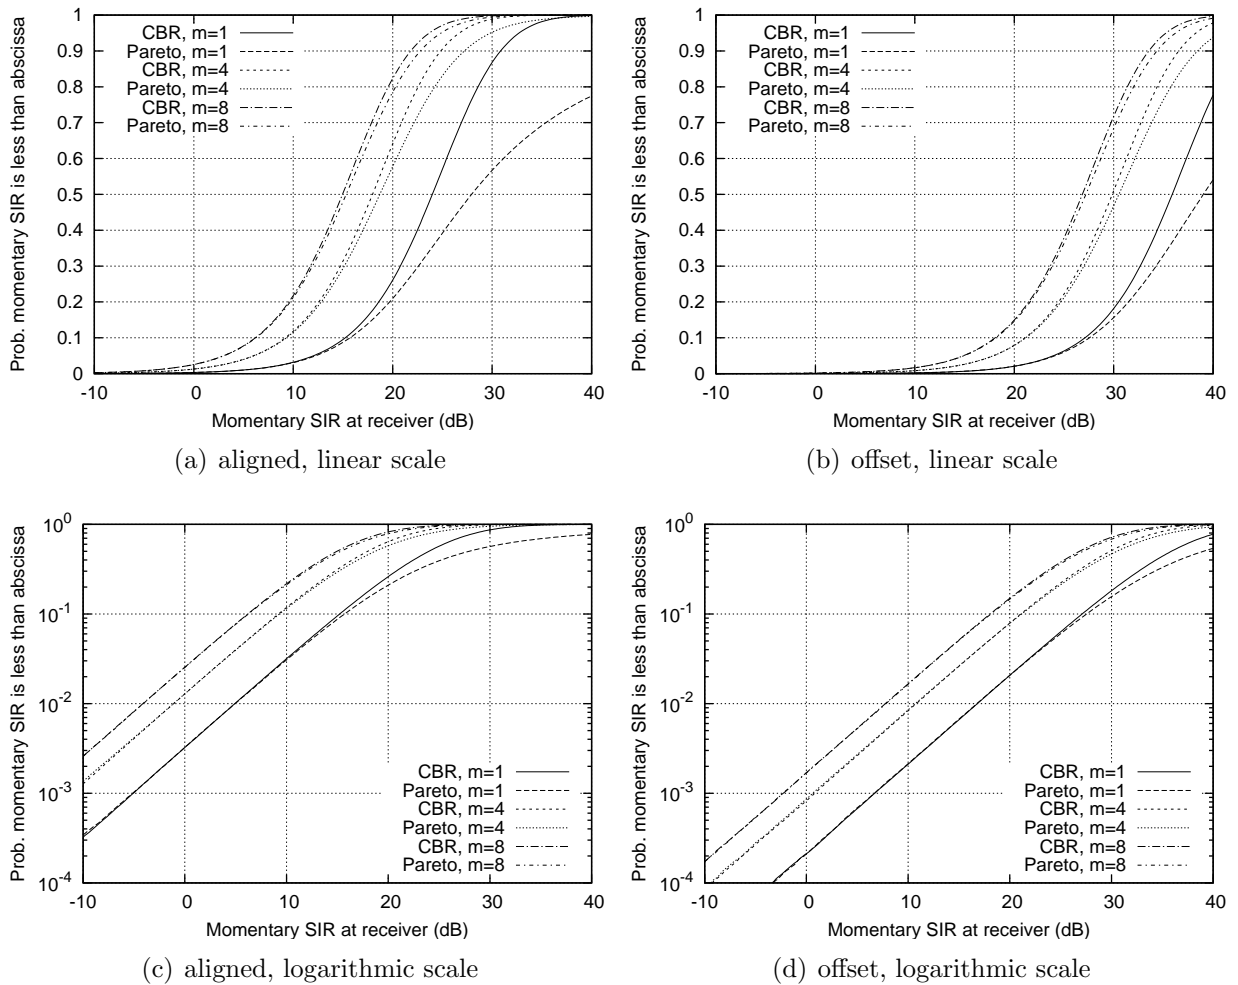 Prob. momentary SIR is less than abscissa
1
0.9
0.8
0.7
0.6
0.5
0.4
0.3
0.2
0.1
0
CBR, m=1
Pareto, m=1
CBR, m=4
Pareto, m=4
CBR, m=8
Pareto, m=8
-10 0 10 20 30 40
Momentary SIR at receiver (dB)
(a) aligned, linear scale
Prob. momentary SIR is less than abscissa
1
0.9
0.8
0.7
0.6
0.5
0.4
0.3
0.2
0.1
0
CBR, m=1
Pareto, m=1
CBR, m=4
Pareto, m=4
CBR, m=8
Pareto, m=8
-10 0 10 20 30 40
Momentary SIR at receiver (dB)
(b) offset, linear scale
Prob. momentary SIR is less than abscissa
10^0
10^-1
10^-2
10^-3
10^-4
CBR, m=1
Pareto, m=1
CBR, m=4
Pareto, m=4
CBR, m=8
Pareto, m=8
-10 0 10 20 30 40
Momentary SIR at receiver (dB)
(c) aligned, logarithmic scale
Prob. momentary SIR is less than abscissa
10^0
10^-1
10^-2
10^-3
10^-4
CBR, m=1
Pareto, m=1
CBR, m=4
Pareto, m=4
CBR, m=8
Pareto, m=8
-10 0 10 20 30 40
Momentary SIR at receiver (dB)
(d) offset, logarithmic scale